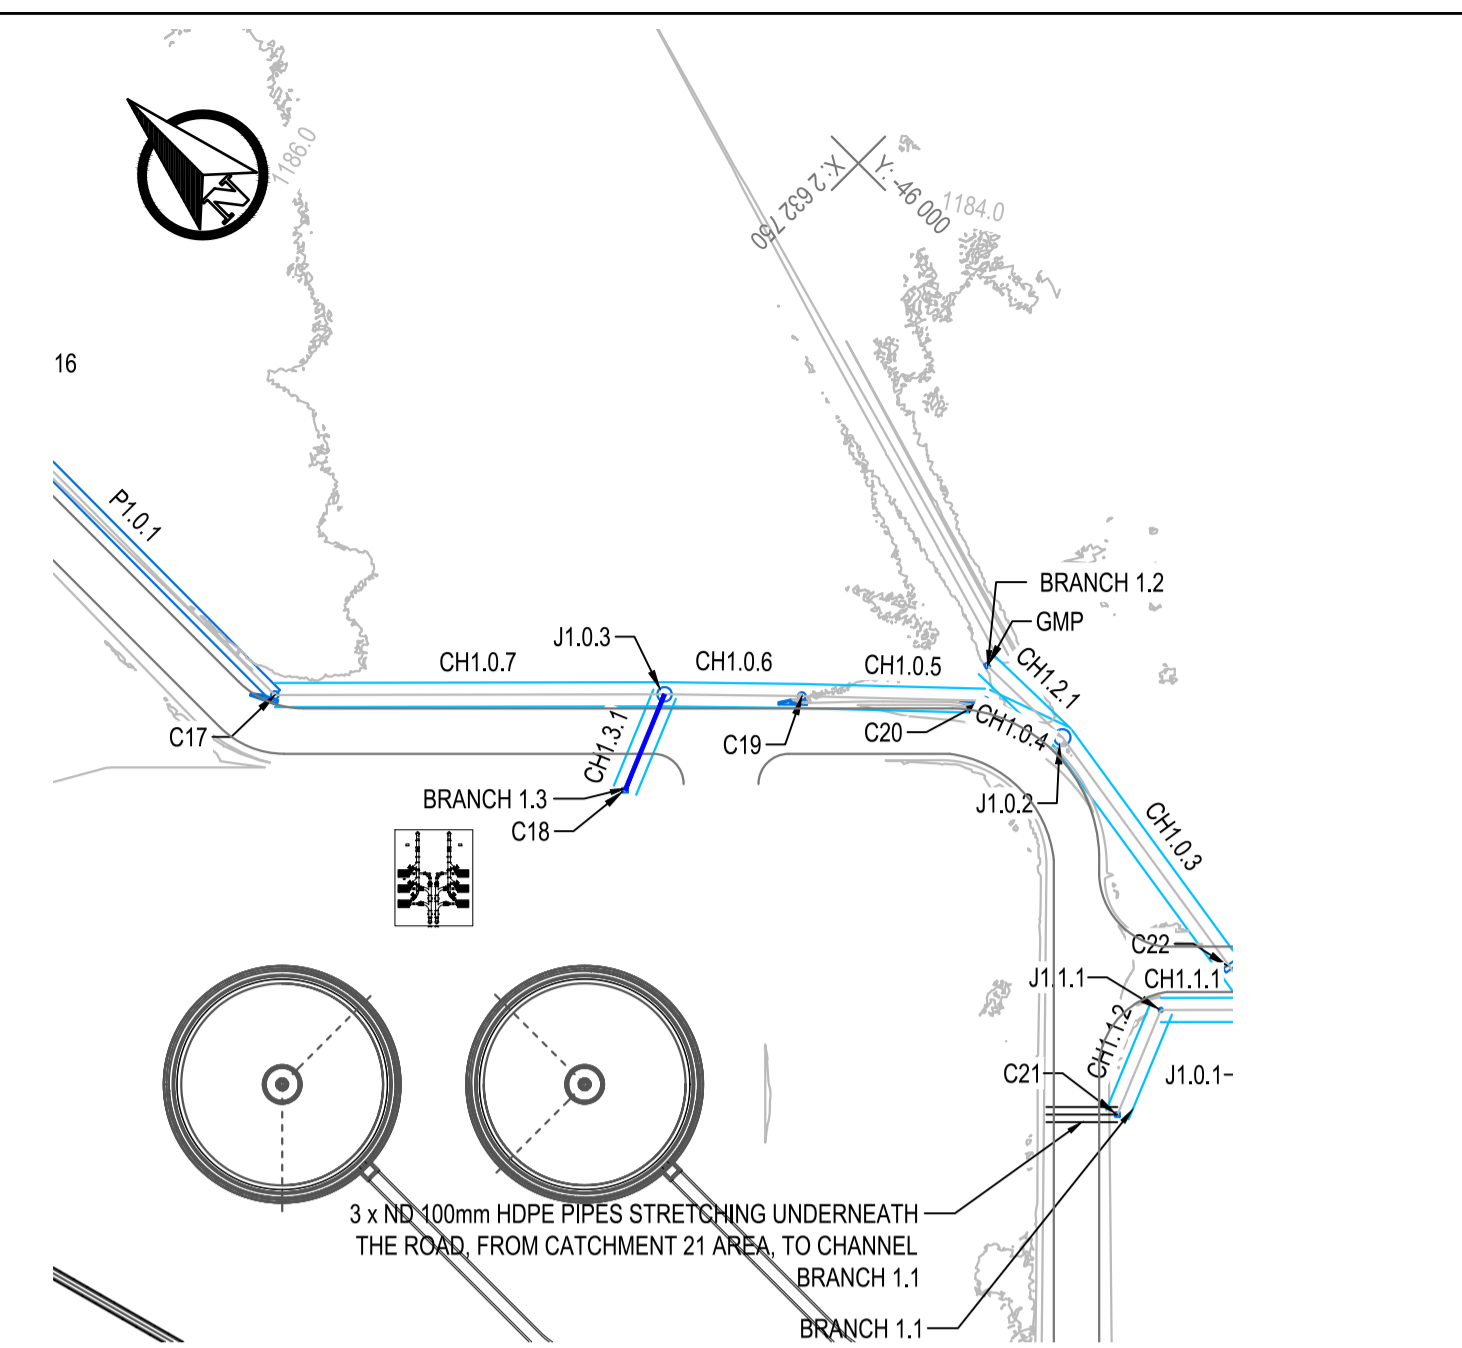 N
1186.0
X: 2 632 750
Y: -46 000
1184.0
16
P1.0.1
BRANCH 1.2
GMP
J1.0.3
CH1.0.7
CH1.0.6
CH1.0.5
CH1.2.1
C17
CH1.3.1
C19
C20
CH1.0.4
BRANCH 1.3
C18
J1.0.2
CH1.0.3
C22
J1.1.1
CH1.1.1
CH1.1.2
C21
J1.0.1
3 x ND 100mm HDPE PIPES STRETCHING UNDERNEATH
THE ROAD, FROM CATCHMENT 21 AREA, TO CHANNEL
BRANCH 1.1
BRANCH 1.1